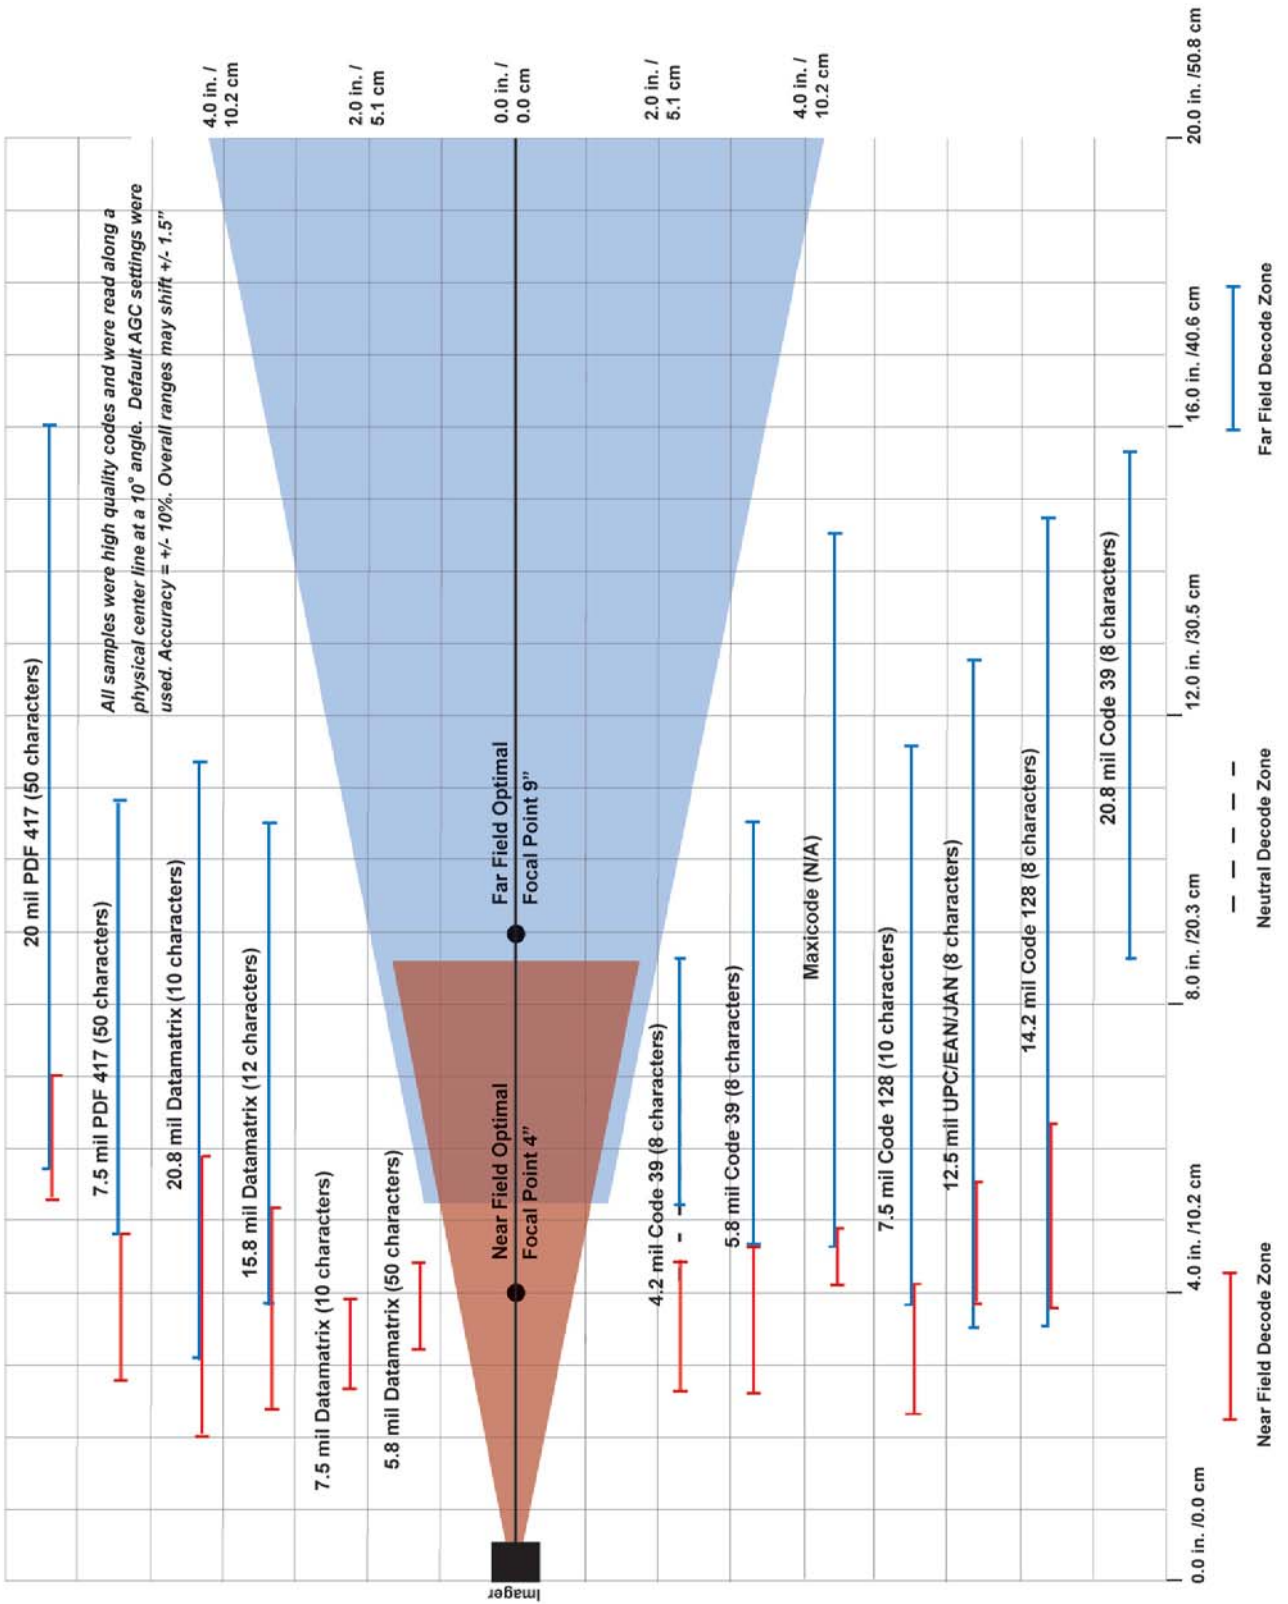 20 mil PDF 417 (50 characters)
All samples were high quality codes and were read along a
physical center line at a 10° angle. Default AGC settings were
used. Accuracy = +/- 10%. Overall ranges may shift +/- 1.5”
7.5 mil PDF 417 (50 characters)
20.8 mil Datamatrix (10 characters)
4.0 in. /
10.2 cm
15.8 mil Datamatrix (12 characters)
7.5 mil Datamatrix (10 characters)
2.0 in. /
5.1 cm
5.8 mil Datamatrix (50 characters)
Imager
Near Field Optimal
Focal Point 4”
Far Field Optimal
Focal Point 9”
0.0 in. /
0.0 cm
4.2 mil Code 39 (8 characters)
2.0 in. /
5.1 cm
5.8 mil Code 39 (8 characters)
Maxicode (N/A)
4.0 in. /
10.2 cm
7.5 mil Code 128 (10 characters)
12.5 mil UPC/EAN/JAN (8 characters)
14.2 mil Code 128 (8 characters)
20.8 mil Code 39 (8 characters)
0.0 in. /0.0 cm
4.0 in. /10.2 cm
8.0 in. /20.3 cm
12.0 in. /30.5 cm
16.0 in. /40.6 cm
20.0 in. /50.8 cm
Near Field Decode Zone
Neutral Decode Zone
Far Field Decode Zone